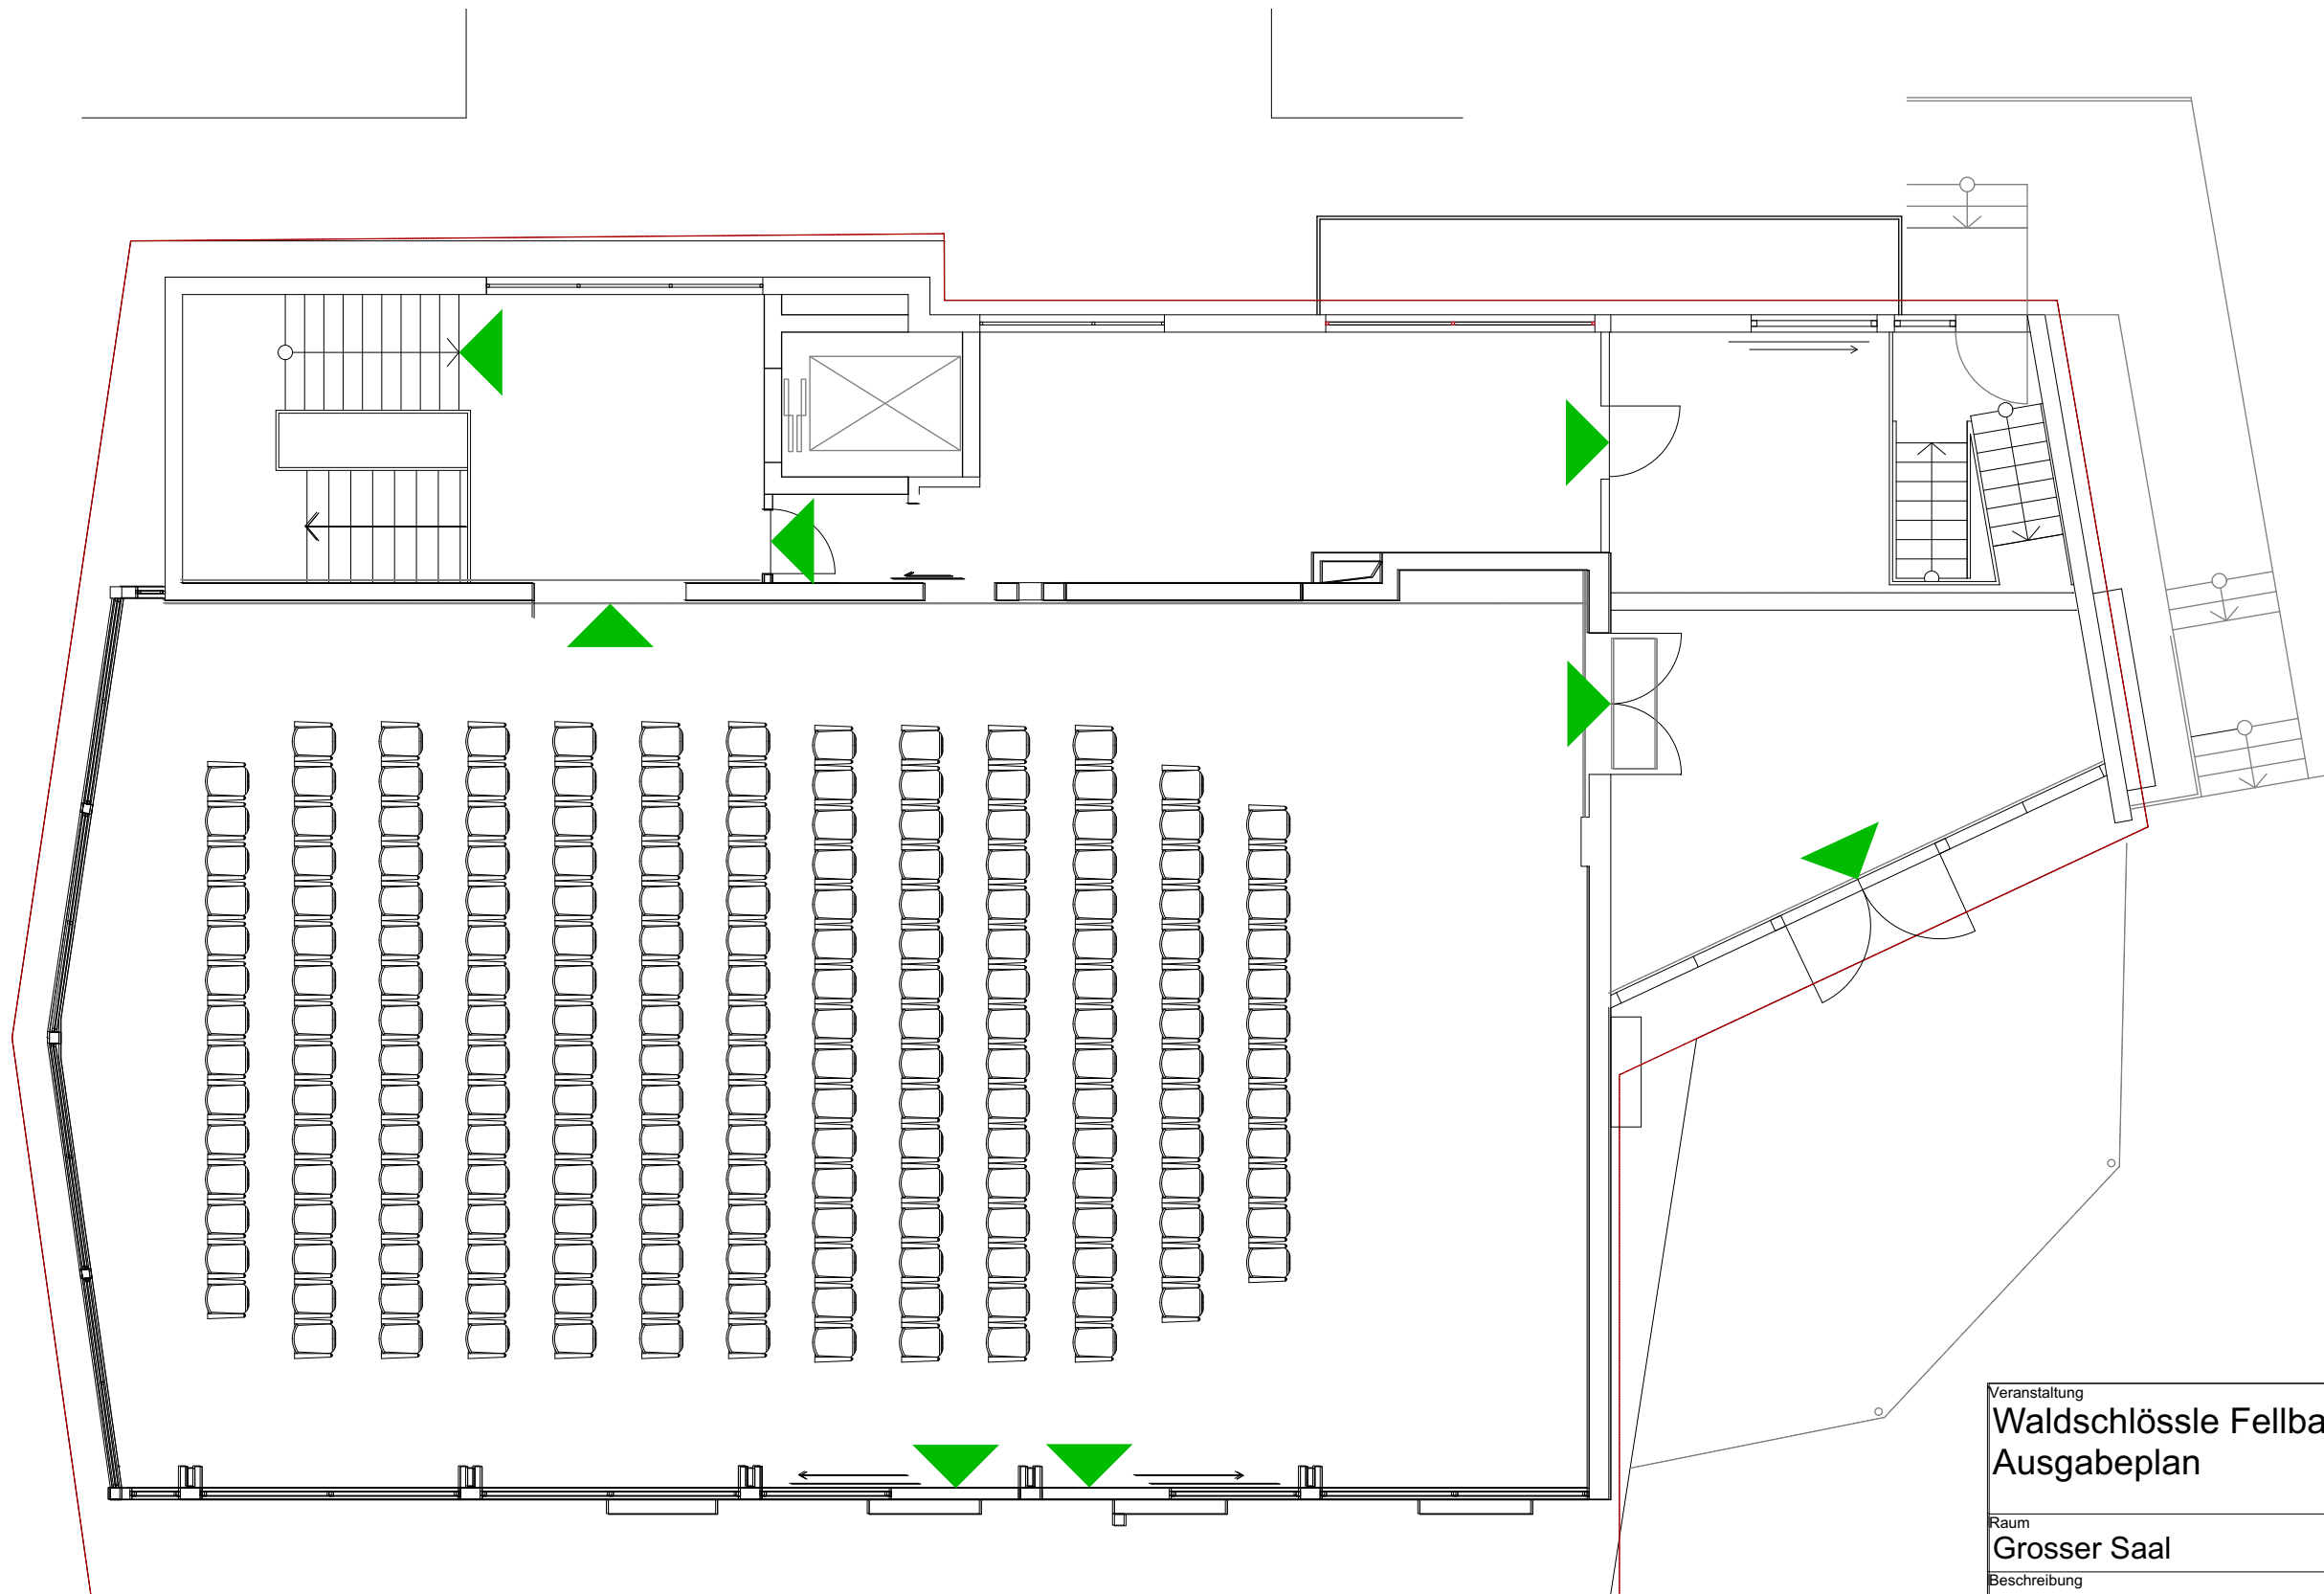 Veranstaltung
Waldschlössle Fellba
Ausgabeplan
Raum
Grosser Saal
Beschreibung